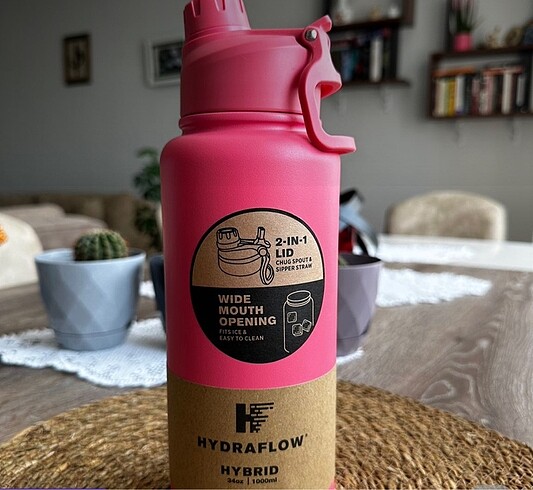 2-IN-1
LID
CHUG SPOUT &
SIPPER STRAW
WIDE
MOUTH
OPENING
FITS ICE &
EASY TO CLEAN
HYDRAFLOW®
HYBRID
34oz | 1000ml